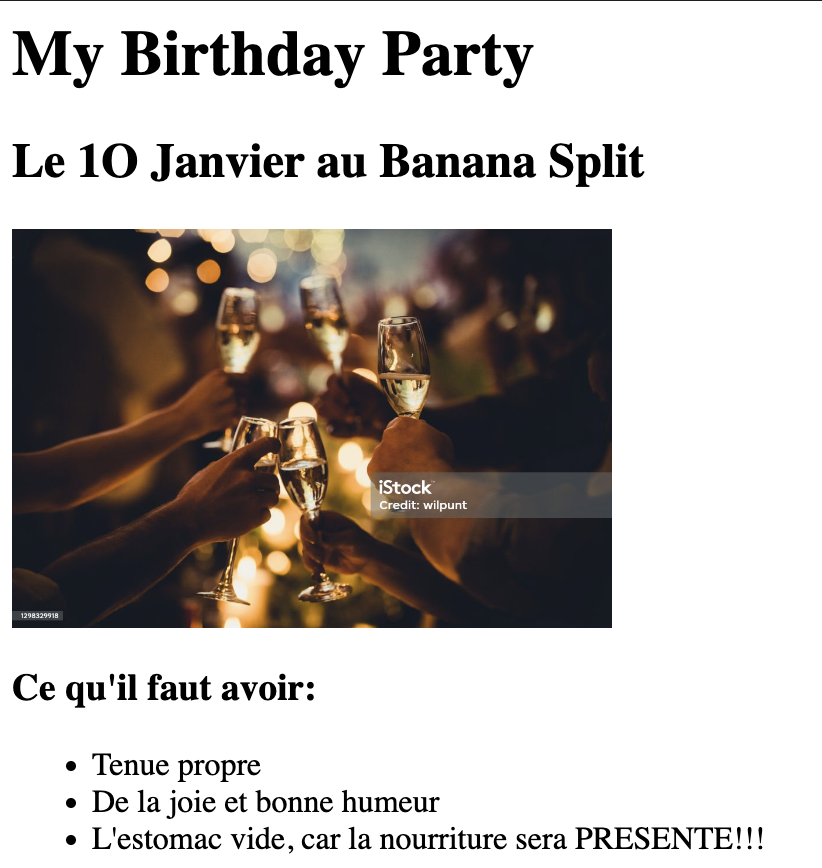 My Birthday Party
Le 1O Janvier au Banana Split
iStock
Credit: wilpunt
1298329918
Ce qu'il faut avoir:
Tenue propre
De la joie et bonne humeur
L'estomac vide, car la nourriture sera PRESENTE!!!